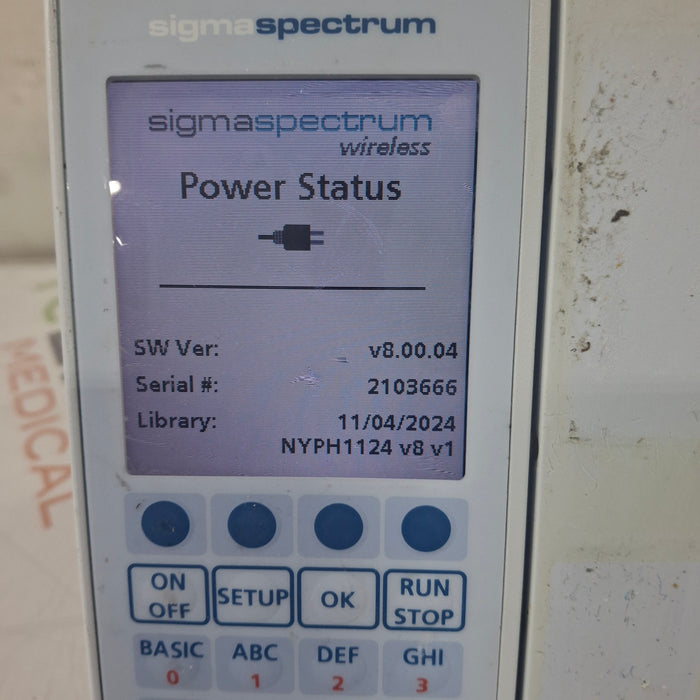 sigmaspectrum
sigmaspectrum
wireless
Power Status
SW Ver: v8.00.04
Serial #: 2103666
Library: 11/04/2024
NYPH1124 v8 v1
ON OFF SETUP OK RUN STOP
BASIC ABC DEF GHI
0 1 2 3
MEDICAL